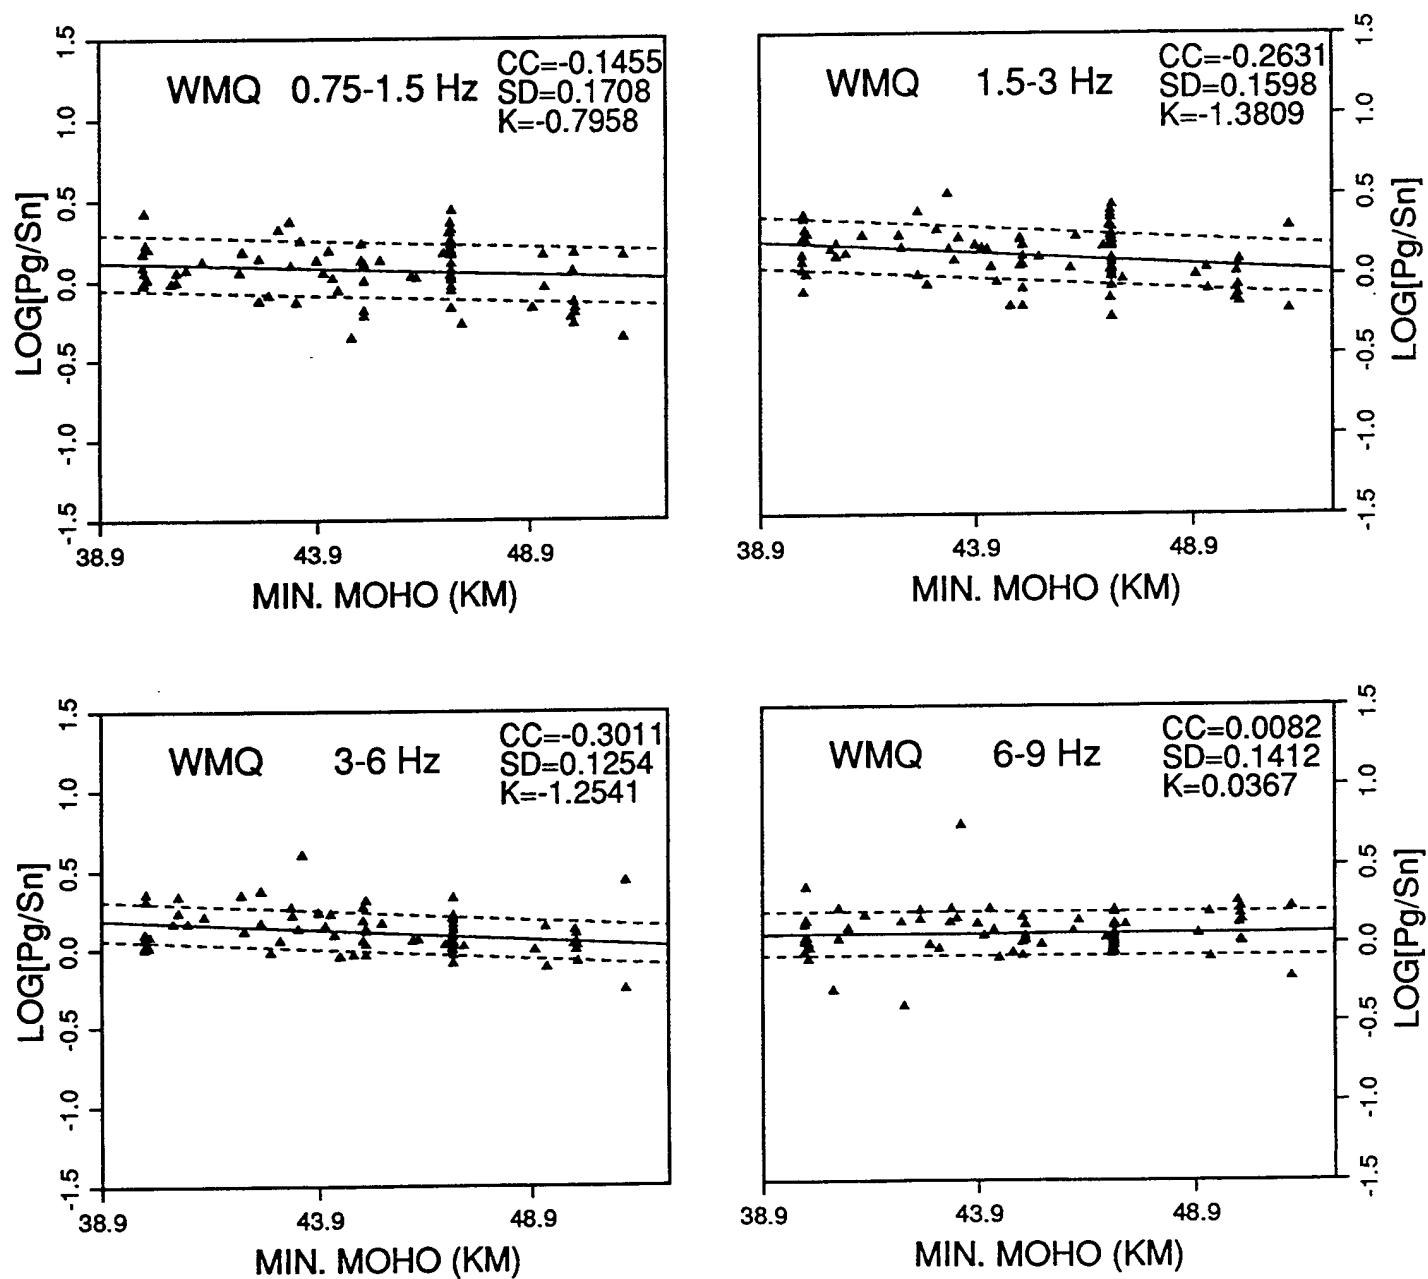 WMQ 0.75-1.5 Hz
CC=-0.1455
SD=0.1708
K=-0.7958
LOG[Pg/Sn]
1.5
1.0
0.5
0.0
-0.5
-1.0
-1.5
38.9 43.9 48.9
MIN. MOHO (KM)
WMQ 1.5-3 Hz
CC=-0.2631
SD=0.1598
K=-1.3809
LOG[Pg/Sn]
1.5
1.0
0.5
0.0
-0.5
-1.0
-1.5
38.9 43.9 48.9
MIN. MOHO (KM)
WMQ 3-6 Hz
CC=-0.3011
SD=0.1254
K=-1.2541
LOG[Pg/Sn]
1.5
1.0
0.5
0.0
-0.5
-1.0
-1.5
38.9 43.9 48.9
MIN. MOHO (KM)
WMQ 6-9 Hz
CC=0.0082
SD=0.1412
K=0.0367
LOG[Pg/Sn]
1.5
1.0
0.5
0.0
-0.5
-1.0
-1.5
38.9 43.9 48.9
MIN. MOHO (KM)